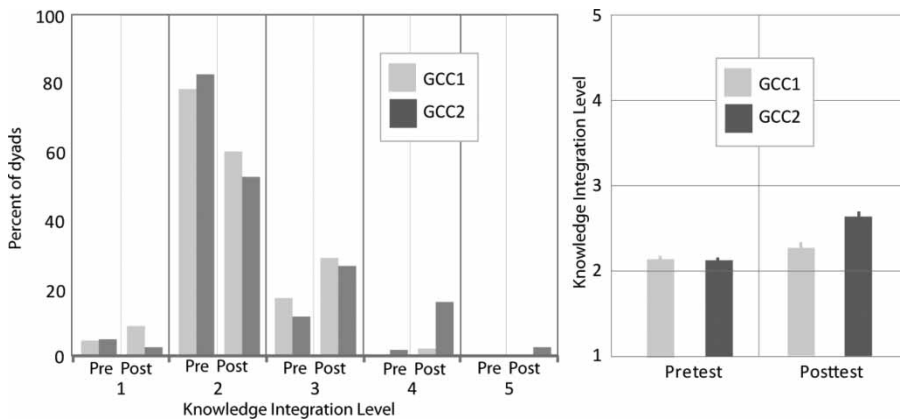 100
80
60
40
20
0
Percent of dyads
GCC1
GCC2
Pre Post Pre Post Pre Post Pre Post Pre Post
1 2 3 4 5
Knowledge Integration Level
5
4
3
2
1
Knowledge Integration Level
GCC1
GCC2
Pretest Posttest